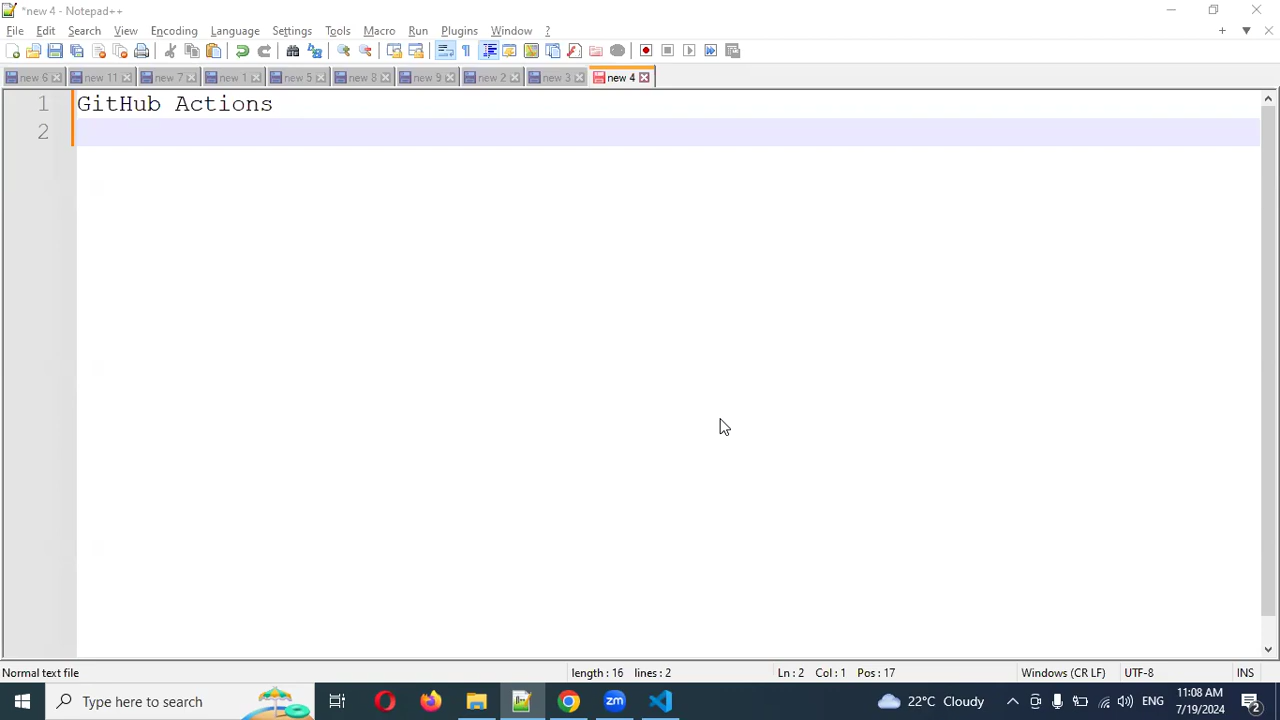 *new 4 - Notepad++
File Edit Search View Encoding Language Settings Tools Macro Run Plugins Window ?
new 6 new 11 new 7 new 1 new 5 new 8 new 9 new 2 new 3 new 4
1 GitHub Actions
2
Normal text file length : 16 lines : 2 Ln : 2 Col : 1 Pos : 17 Windows (CR LF) UTF-8 INS
Type here to search zm 22°C Cloudy ENG 11:08 AM
7/19/2024 2